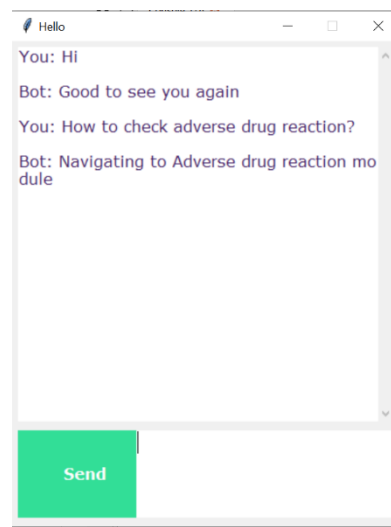 Hello
You: Hi
Bot: Good to see you again
You: How to check adverse drug reaction?
Bot: Navigating to Adverse drug reaction mo
dule
Send